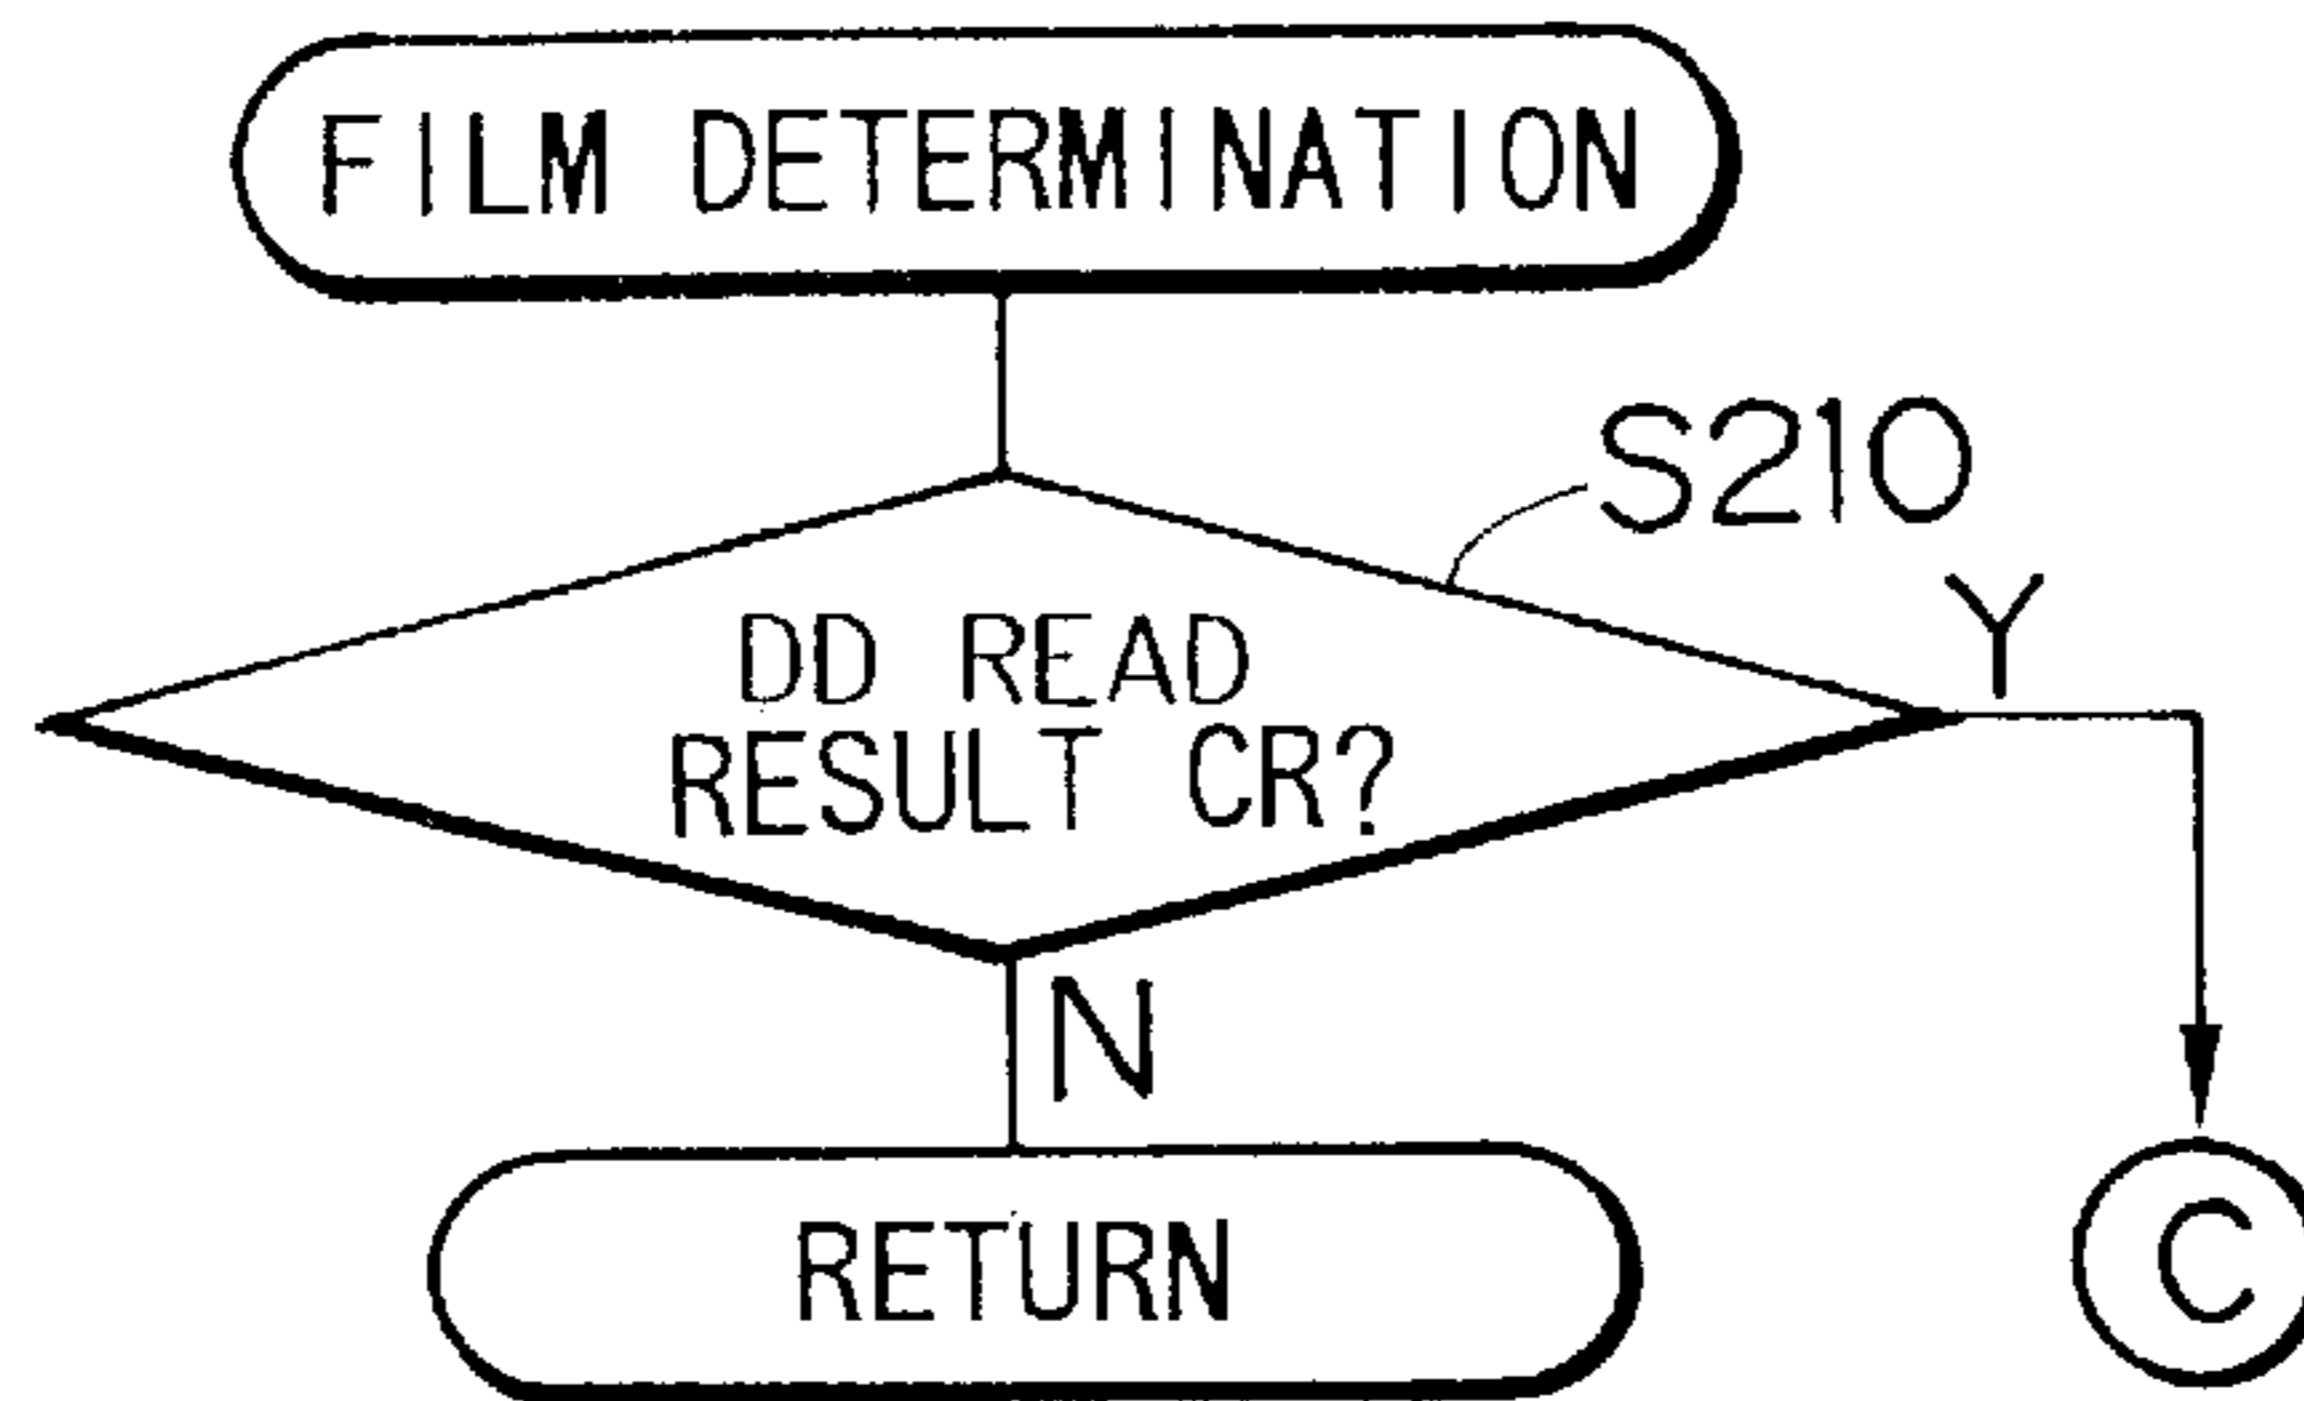 FILM DETERMINATION
S210
DD READ
RESULT CR?
Y
N
RETURN
C